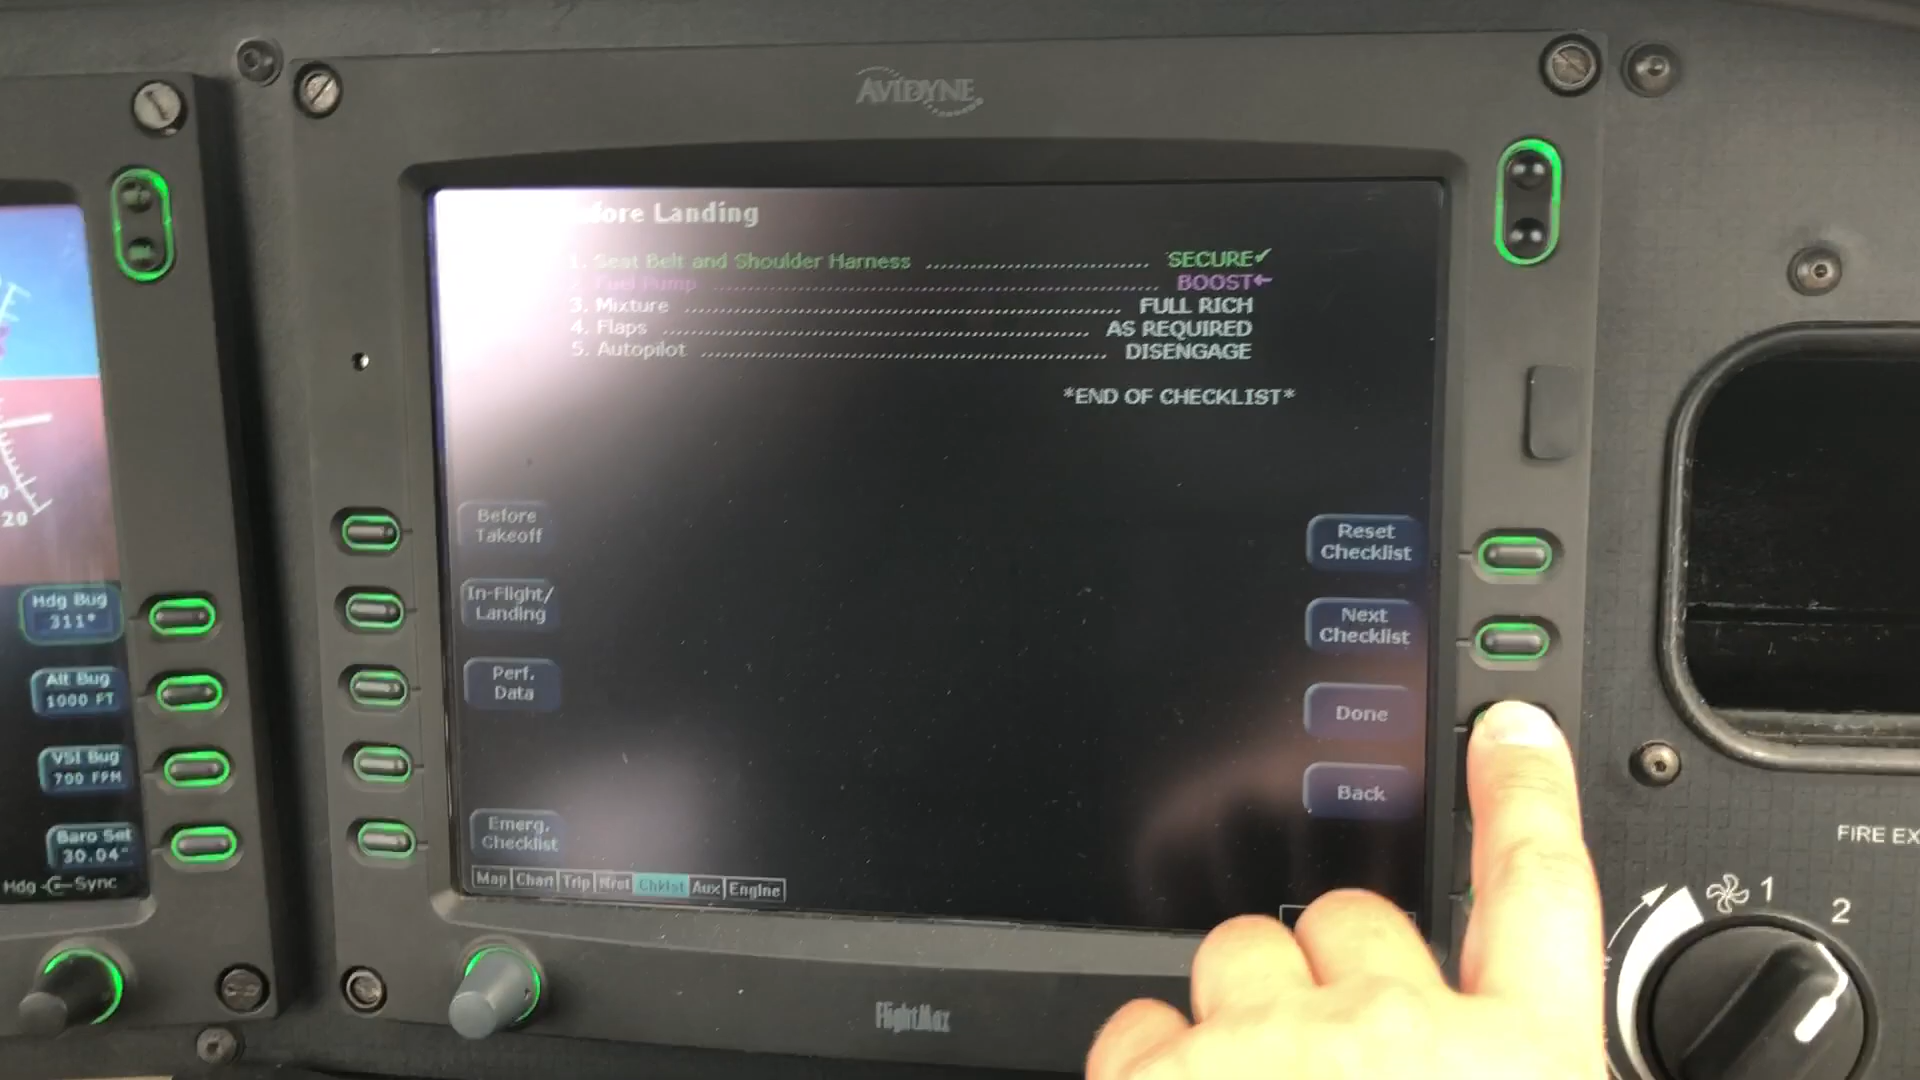 AVIDYNE
fore Landing
1. Seat Belt and Shoulder Harness SECURE✓
Fuel Pump BOOST←
3. Mixture FULL RICH
4. Flaps AS REQUIRED
5. Autopilot DISENGAGE
*END OF CHECKLIST*
Before
Takeoff
In-Flight/
Landing
Perf.
Data
Emerg.
Checklist
Reset
Checklist
Next
Checklist
Done
Back
Map Chart Trip Nrst Chklst Aux Engine
FlightMax
20
Hdg Bug
311°
Alt Bug
1000 FT
VSI Bug
700 FPM
Baro Set
30.04"
Hdg Sync
FIRE EX
1
2